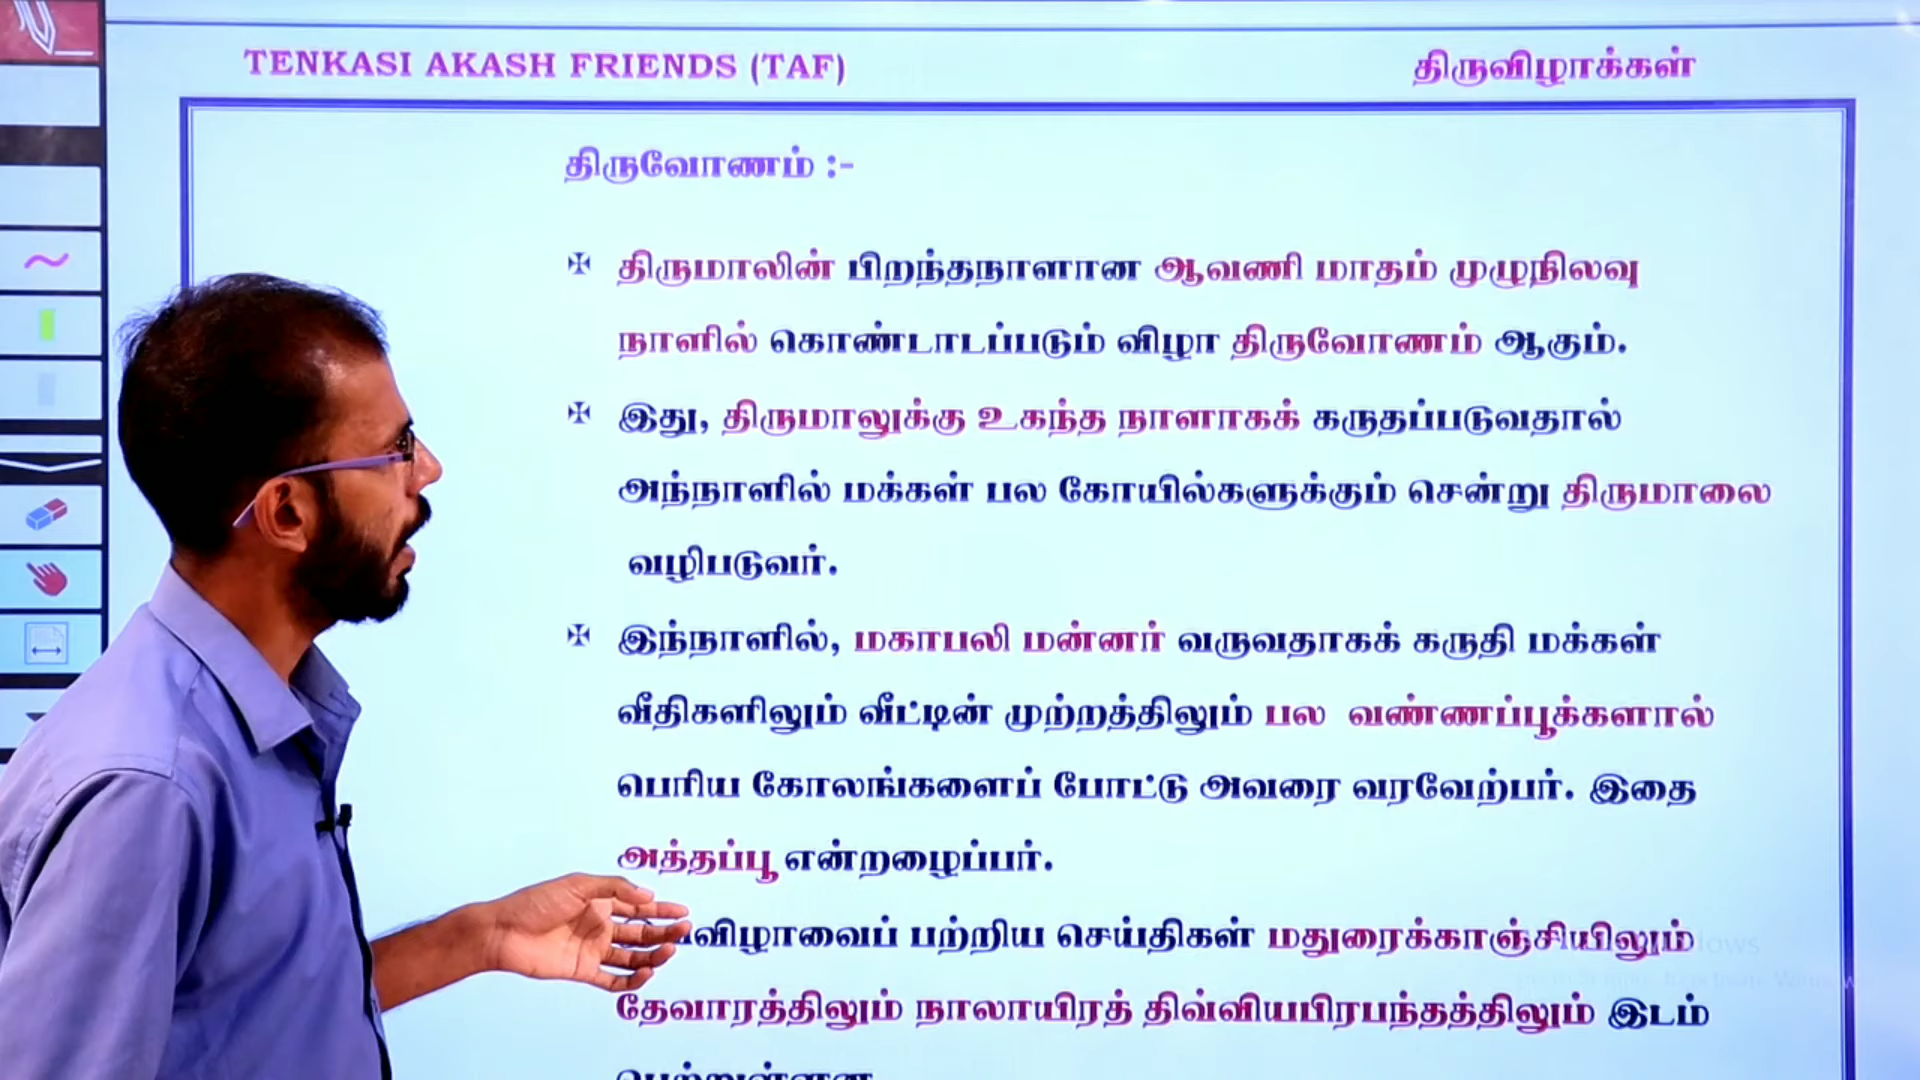 TENKASI AKASH FRIENDS (TAF)
திருவிழாக்கள்
திருவோணம் :-
✠ திருமாலின் பிறந்தநாளான ஆவணி மாதம் முழுநிலவு
நாளில் கொண்டாடப்படும் விழா திருவோணம் ஆகும்.
✠ இது, திருமாலுக்கு உகந்த நாளாகக் கருதப்படுவதால்
அந்நாளில் மக்கள் பல கோயில்களுக்கும் சென்று திருமாலை
வழிபடுவர்.
✠ இந்நாளில், மகாபலி மன்னர் வருவதாகக் கருதி மக்கள்
வீதிகளிலும் வீட்டின் முற்றத்திலும் பல வண்ணப்பூக்களால்
பெரிய கோலங்களைப் போட்டு அவரை வரவேற்பர். இதை
அத்தப்பூ என்றழைப்பர்.
பற்றிய செய்திகள் மதுரைக்காஞ்சியிலும்
தேவாரத்திலும் நாலாயிரத் திவ்வியபிரபந்தத்திலும் இடம்